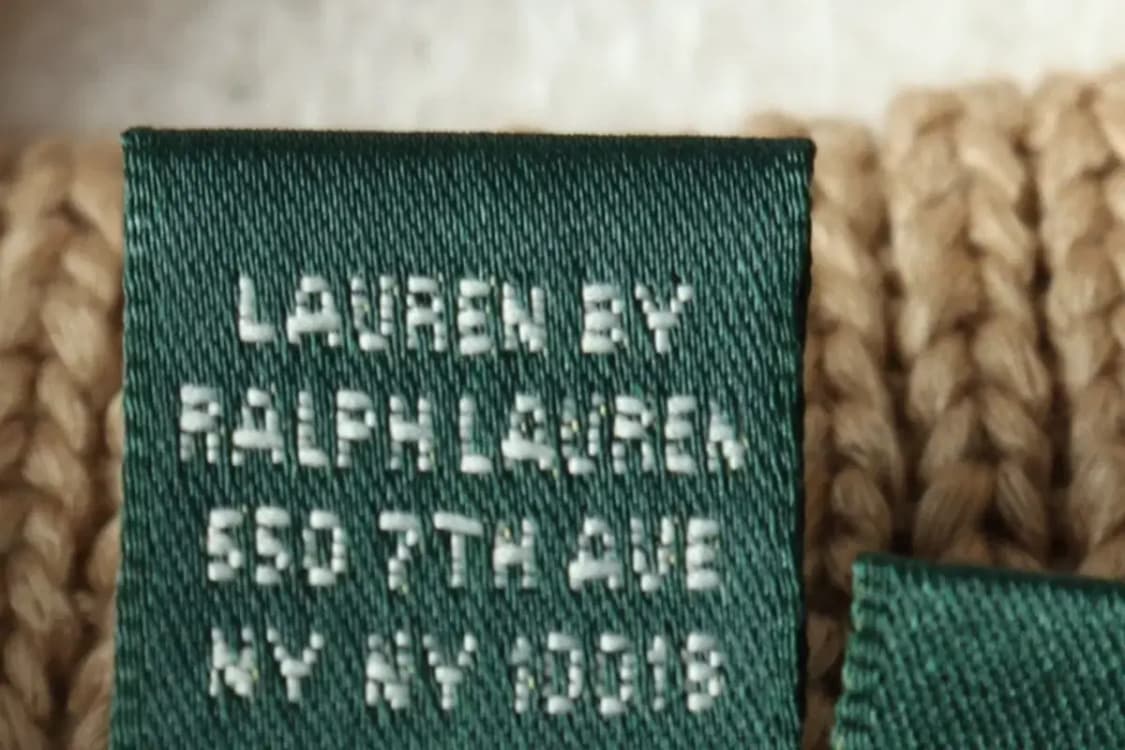 LAUREN BY
RALPH LAUREN
550 7TH AVE
NY NY 10018